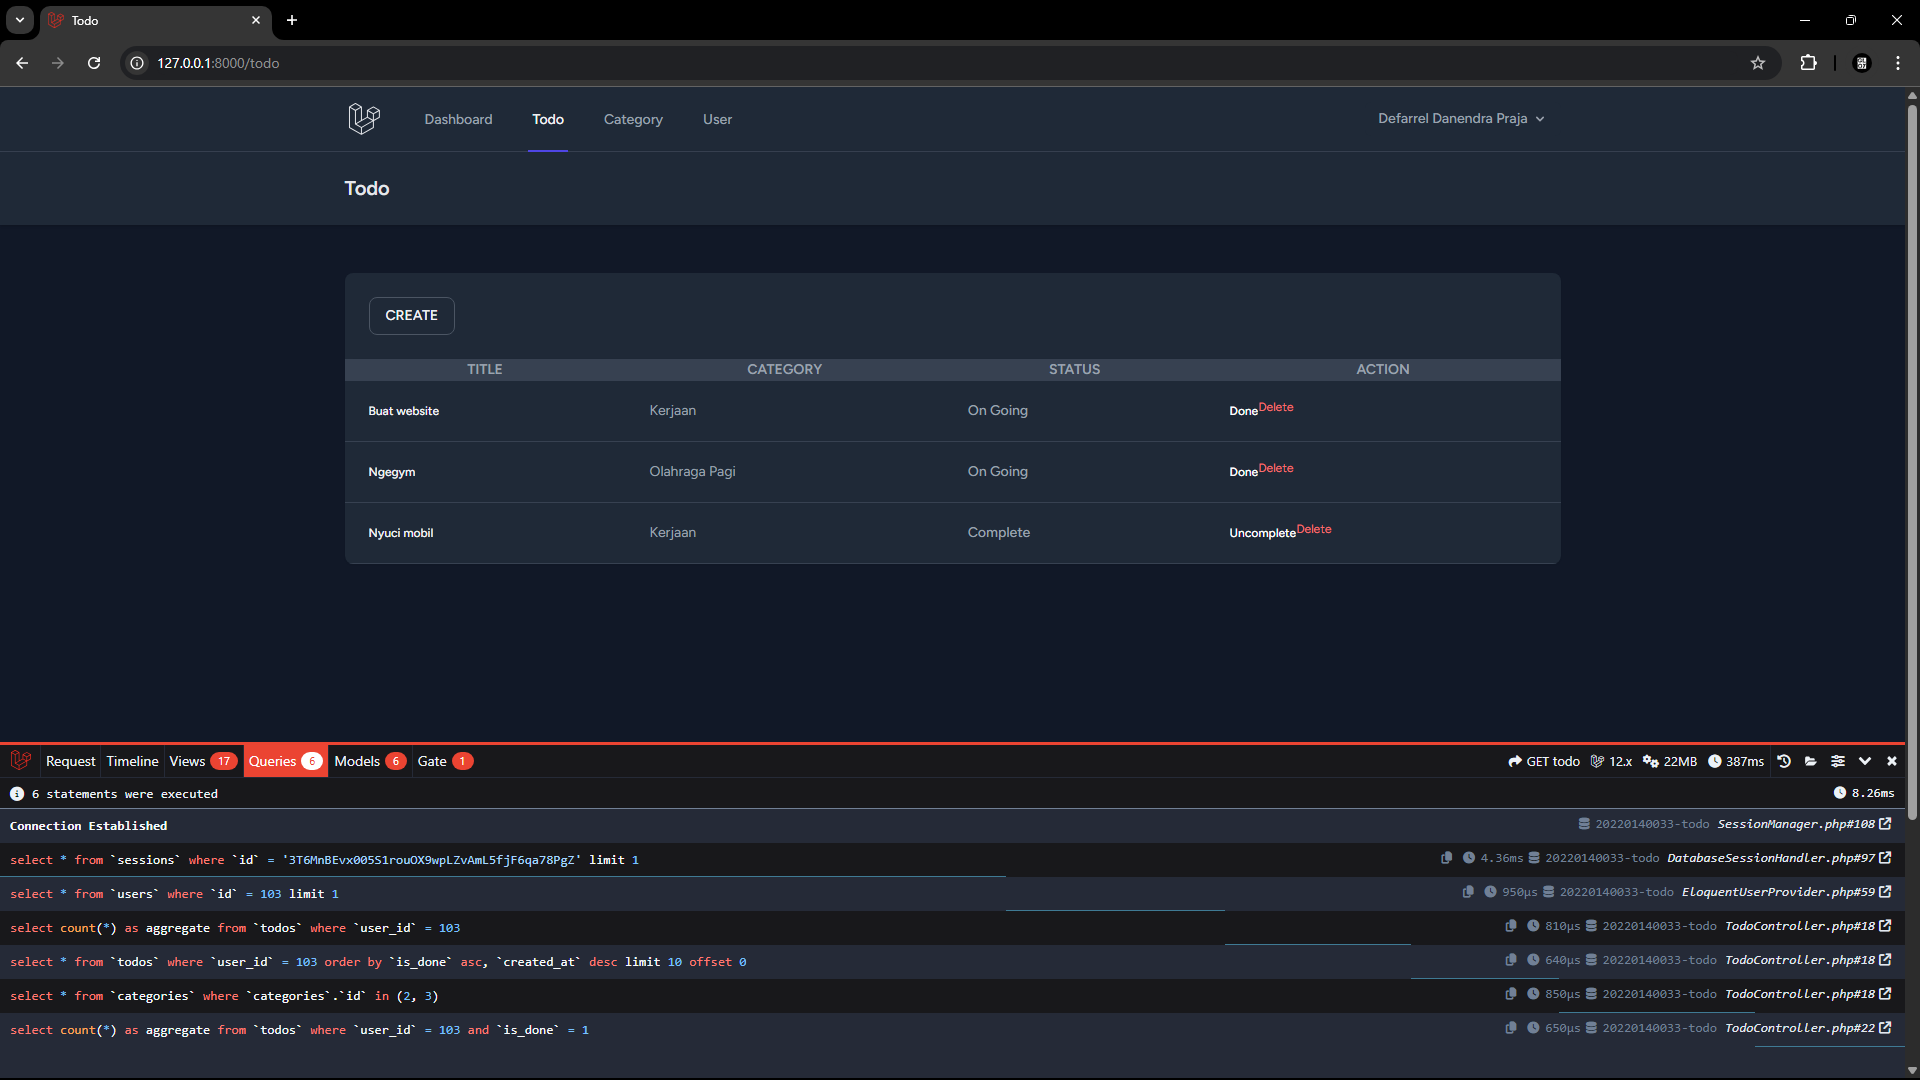 Todo
127.0.0.1:8000/todo
Dashboard Todo Category User Defarrel Danendra Praja
Todo
CREATE
TITLE CATEGORY STATUS ACTION
Buat website Kerjaan On Going Done Delete
Ngegym Olahraga Pagi On Going Done Delete
Nyuci mobil Kerjaan Complete Uncomplete Delete
Request Timeline Views 17 Queries 6 Models 6 Gate 1 GET todo 12.x 22MB 387ms
6 statements were executed 8.26ms
Connection Established 20220140033-todo SessionManager.php#108
select * from `sessions` where `id` = '3T6MnBEvx005S1rouOX9wpLZvAmL5fjF6qa78PgZ' limit 1 4.36ms 20220140033-todo DatabaseSessionHandler.php#97
select * from `users` where `id` = 103 limit 1 950μs 20220140033-todo EloquentUserProvider.php#59
select count(*) as aggregate from `todos` where `user_id` = 103 810μs 20220140033-todo TodoController.php#18
select * from `todos` where `user_id` = 103 order by `is_done` asc, `created_at` desc limit 10 offset 0 640μs 20220140033-todo TodoController.php#18
select * from `categories` where `categories`.`id` in (2, 3) 850μs 20220140033-todo TodoController.php#18
select count(*) as aggregate from `todos` where `user_id` = 103 and `is_done` = 1 650μs 20220140033-todo TodoController.php#22